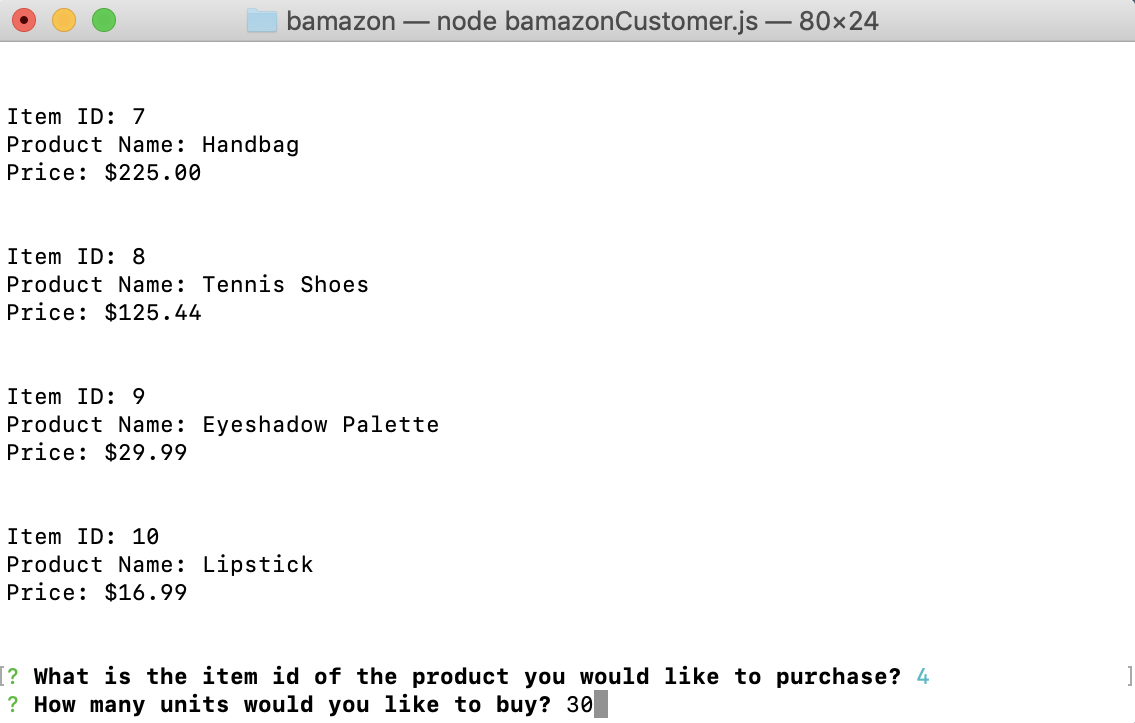 bamazon — node bamazonCustomer.js — 80×24
Item ID: 7
Product Name: Handbag
Price: $225.00
Item ID: 8
Product Name: Tennis Shoes
Price: $125.44
Item ID: 9
Product Name: Eyeshadow Palette
Price: $29.99
Item ID: 10
Product Name: Lipstick
Price: $16.99
[? What is the item id of the product you would like to purchase? 4 ]
? How many units would you like to buy? 30